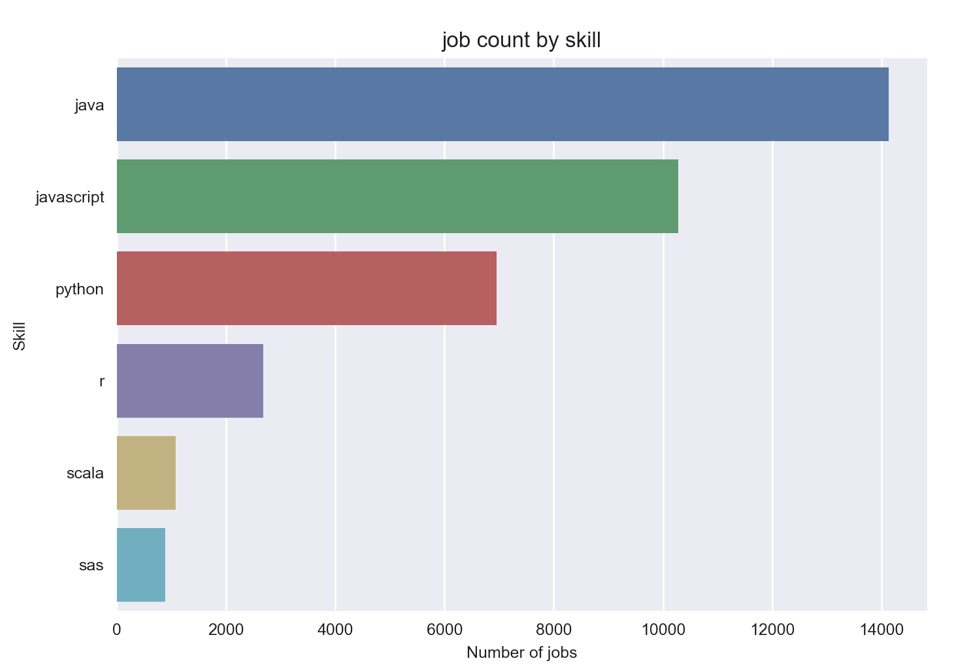 job count by skill
java
javascript
python
r
scala
sas
Skill
0 2000 4000 6000 8000 10000 12000 14000
Number of jobs